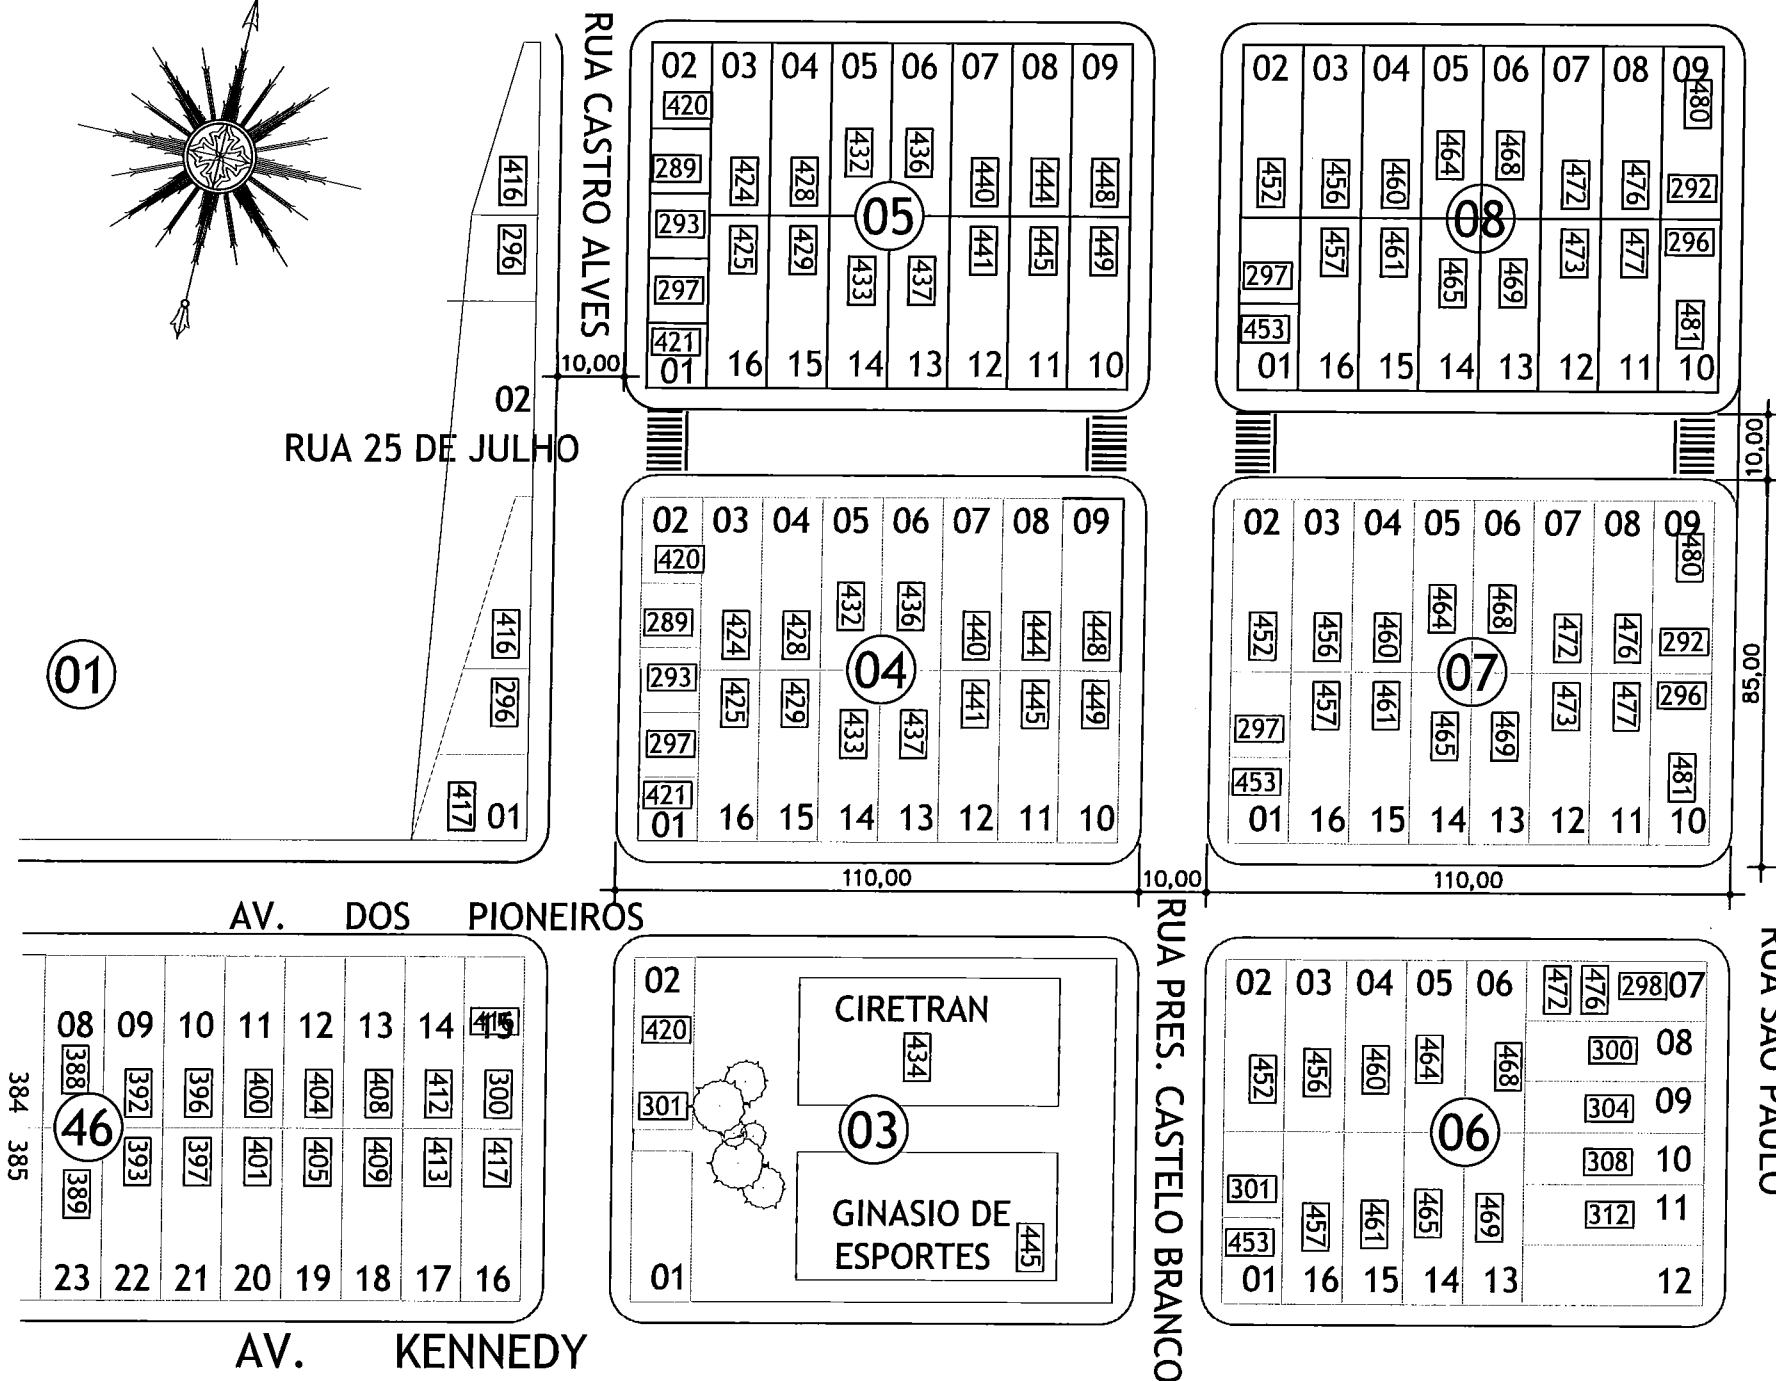 RUA CASTRO ALVES
02 03 04 05 06 07 08 09
420
289 424 428 432 436 440 444 448
05
293 425 429 433 437 441 445 449
297
421
01 16 15 14 13 12 11 10
02 03 04 05 06 07 08 09
480
452 456 460 464 468 472 476 292
08
457 461 465 469 473 477 296
297
453 481
01 16 15 14 13 12 11 10
416
296
10,00
02
RUA 25 DE JULHO
10,00
01
416
296
417 01
02 03 04 05 06 07 08 09
420
289 424 428 432 436 440 444 448
04
293 425 429 433 437 441 445 449
297
421
01 16 15 14 13 12 11 10
02 03 04 05 06 07 08 09
480
452 456 460 464 468 472 476 292
07
457 461 465 469 473 477 296
297
453 481
01 16 15 14 13 12 11 10
85,00
110,00 10,00 110,00
AV. DOS PIONEIROS
RUA PRES. CASTELO BRANCO
RUA SÃO PAULO
08 09 10 11 12 13 14
384 388 392 396 400 404 408 412 300
46
385 389 393 397 401 405 409 413 417
23 22 21 20 19 18 17 16
02
420
301
CIRETRAN
434
03
GINASIO DE
ESPORTES
445
01
02 03 04 05 06 472 476 298 07
300 08
452 456 460 464 468
304 09
06
308 10
301 312 11
453 457 461 465 469
01 16 15 14 13 12
AV. KENNEDY